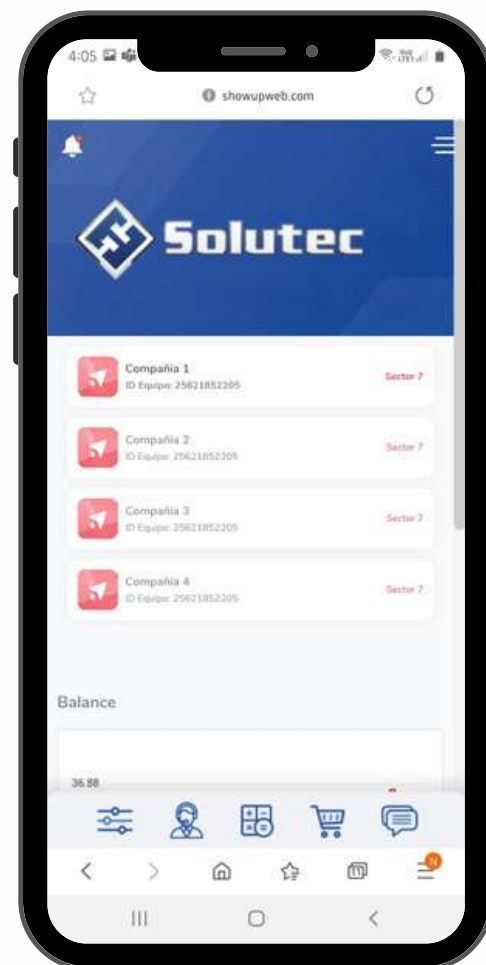 4:05
showupweb.com
Solutec
Compañia 1
ID Equipo: 25621852205
Sector 7
Compañia 2
ID Equipo: 25621852205
Sector 7
Compañia 3
ID Equipo: 25621852205
Sector 7
Compañia 4
ID Equipo: 25621852205
Sector 7
Balance
36.88
N